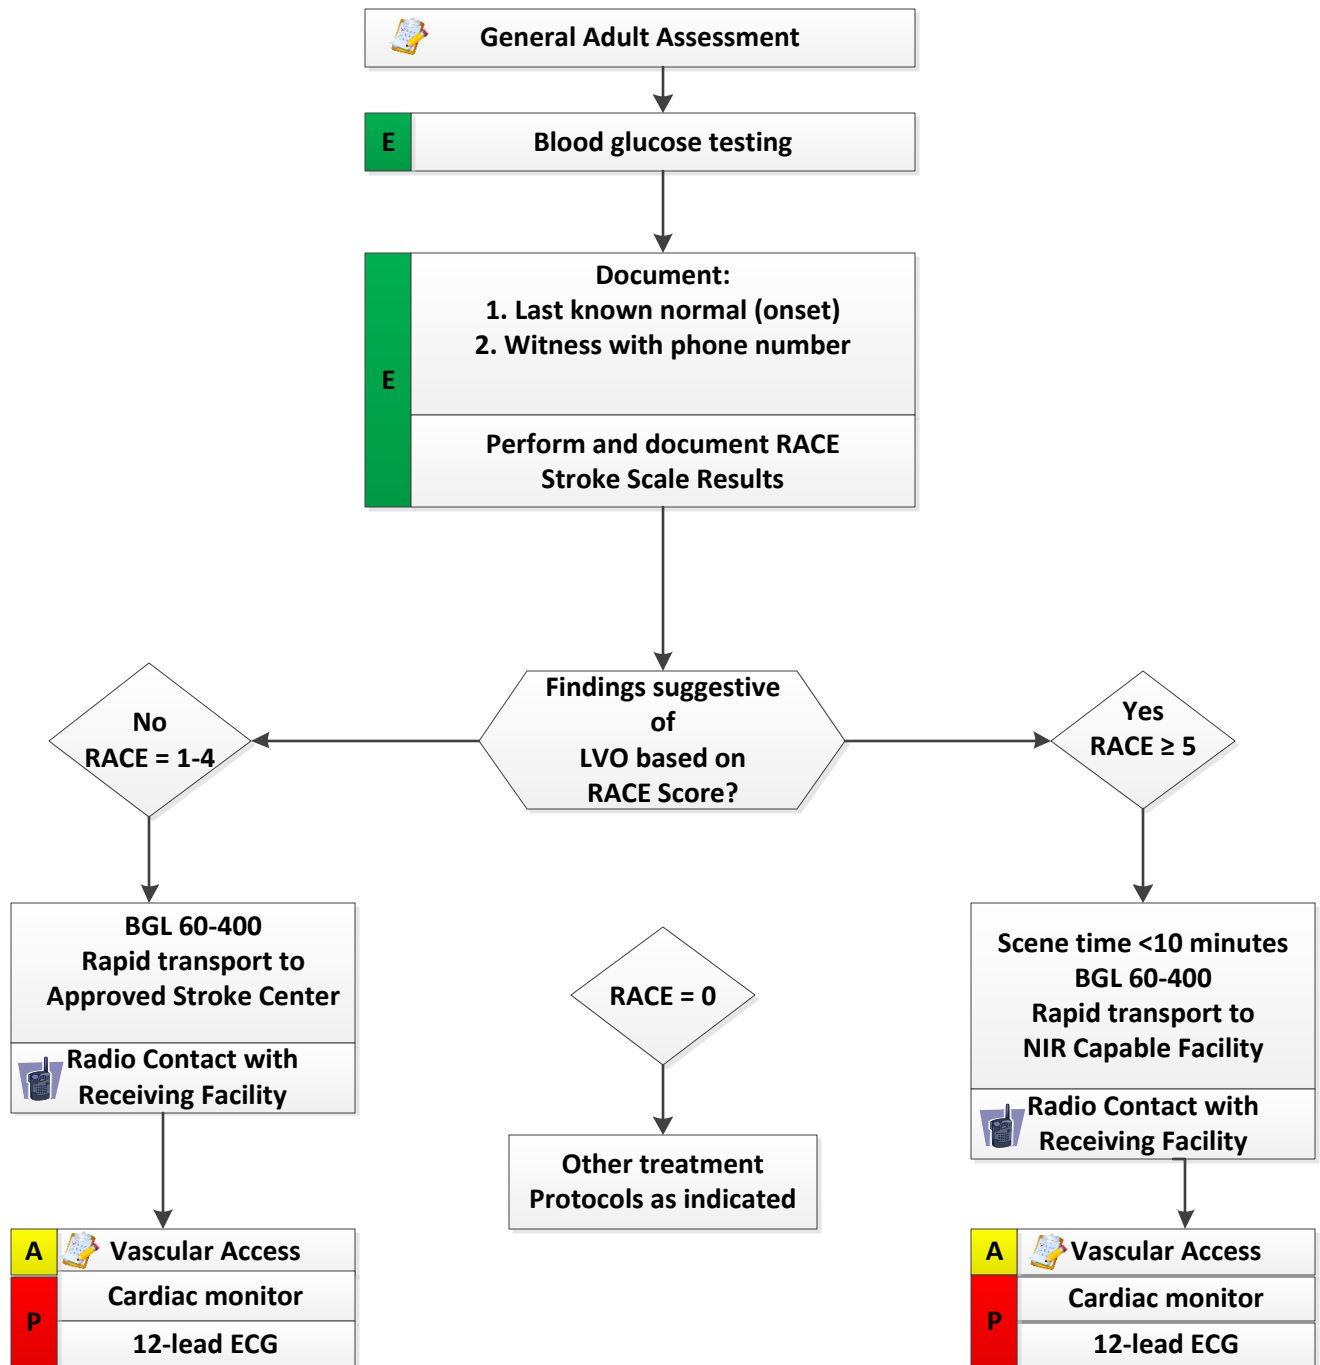 General Adult Assessment
E
Blood glucose testing
E
Document:
1. Last known normal (onset)
2. Witness with phone number
Perform and document RACE
Stroke Scale Results
Findings suggestive
of
LVO based on
RACE Score?
No
RACE = 1-4
Yes
RACE ≥ 5
BGL 60-400
Rapid transport to
Approved Stroke Center
Radio Contact with
Receiving Facility
A
Vascular Access
P
Cardiac monitor
12-lead ECG
RACE = 0
Other treatment
Protocols as indicated
Scene time <10 minutes
BGL 60-400
Rapid transport to
NIR Capable Facility
Radio Contact with
Receiving Facility
A
Vascular Access
P
Cardiac monitor
12-lead ECG